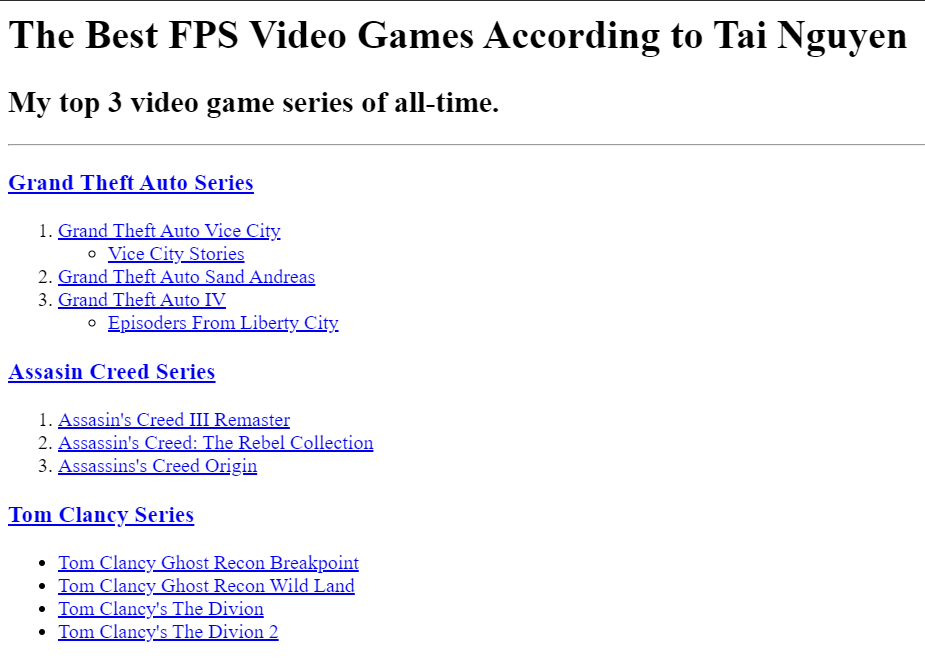 The Best FPS Video Games According to Tai Nguyen
My top 3 video game series of all-time.
Grand Theft Auto Series
1. Grand Theft Auto Vice City
Vice City Stories
2. Grand Theft Auto Sand Andreas
3. Grand Theft Auto IV
Episoders From Liberty City
Assasin Creed Series
1. Assasin's Creed III Remaster
2. Assassin's Creed: The Rebel Collection
3. Assassins's Creed Origin
Tom Clancy Series
Tom Clancy Ghost Recon Breakpoint
Tom Clancy Ghost Recon Wild Land
Tom Clancy's The Divion
Tom Clancy's The Divion 2